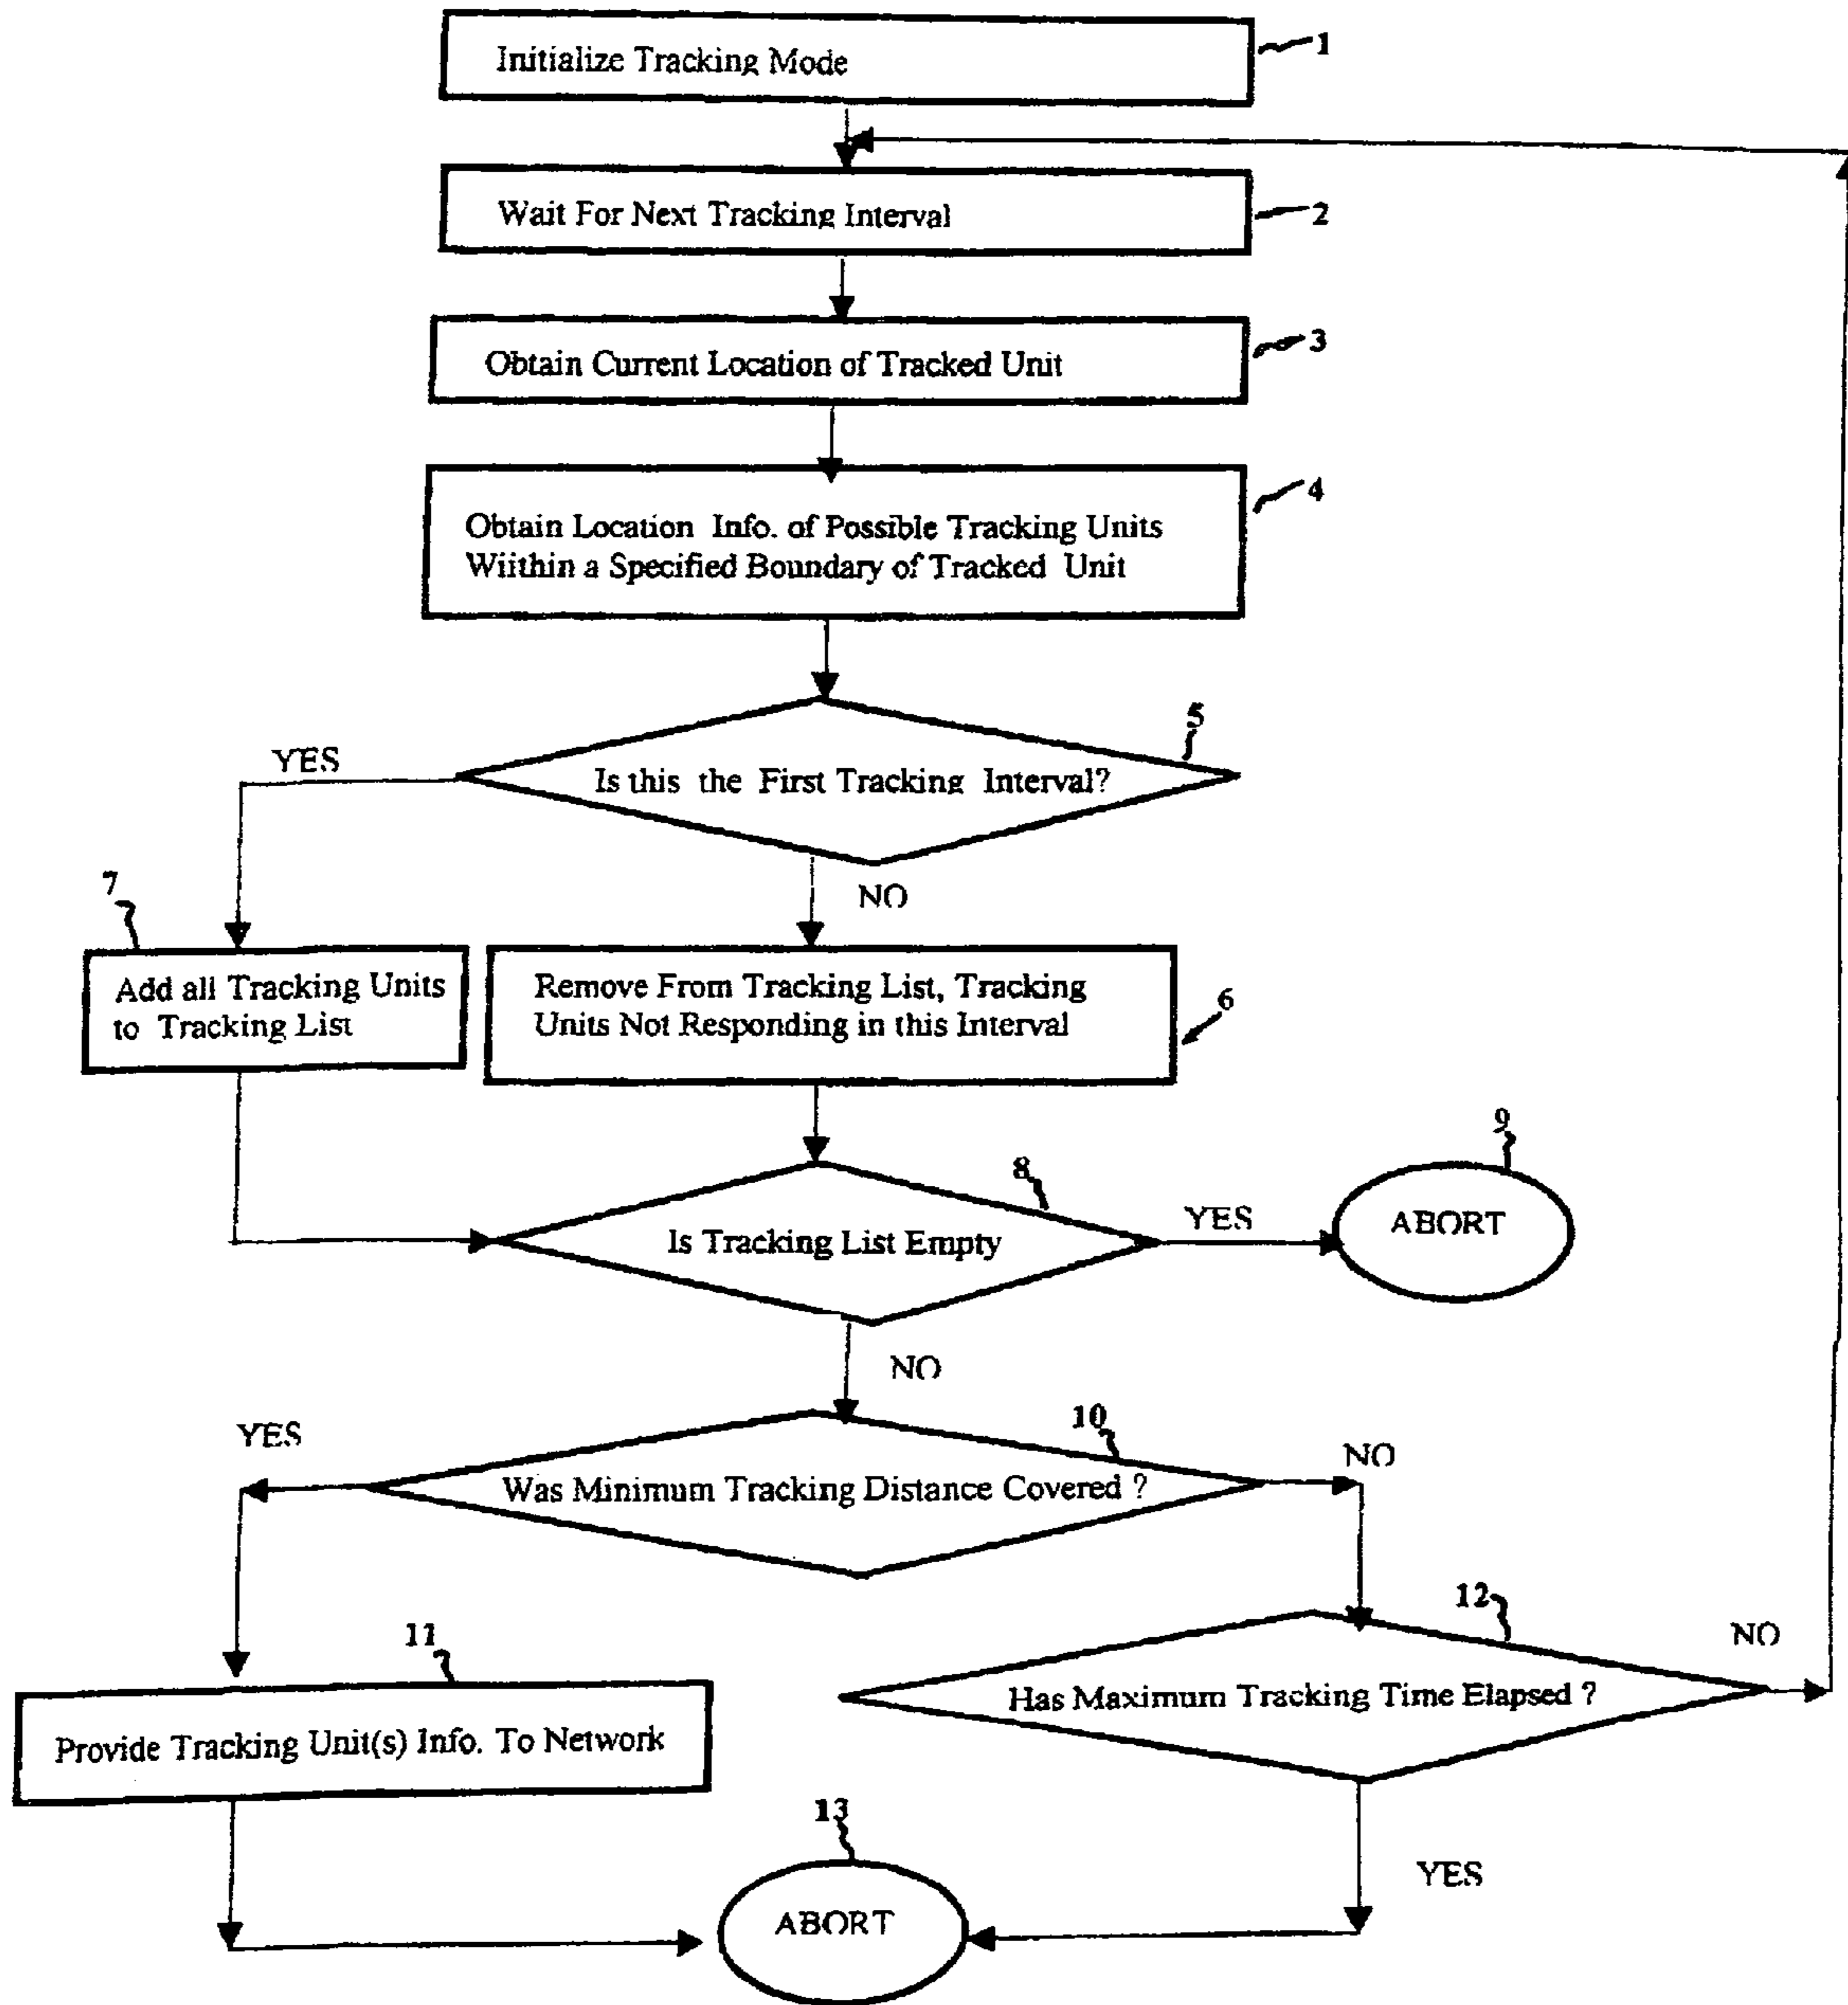 Initialize Tracking Mode
1
Wait For Next Tracking Interval
2
Obtain Current Location of Tracked Unit
3
Obtain Location Info. of Possible Tracking Units
Wiithin a Specified Boundary of Tracked Unit
4
5
YES
Is this the First Tracking Interval?
NO
7
Add all Tracking Units
to Tracking List
Remove From Tracking List, Tracking
Units Not Responding in this Interval
6
8
Is Tracking List Empty
YES
9
ABORT
NO
10
YES
Was Minimum Tracking Distance Covered ?
NO
11
Provide Tracking Unit(s) Info. To Network
12
Has Maximum Tracking Time Elapsed ?
NO
YES
13
ABORT